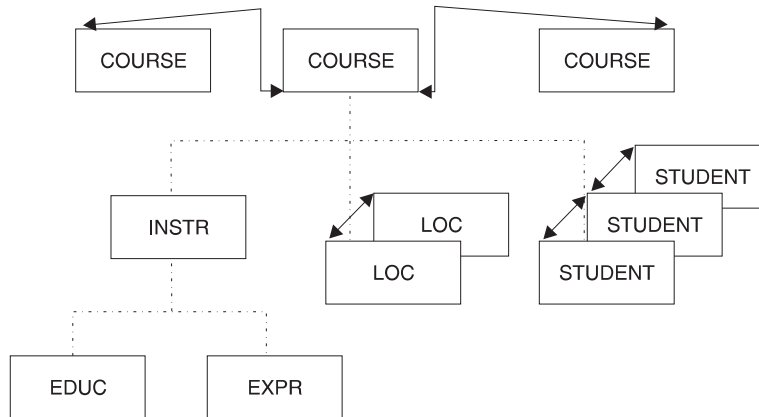 COURSE
COURSE
COURSE
STUDENT
INSTR
LOC
STUDENT
LOC
STUDENT
EDUC
EXPR